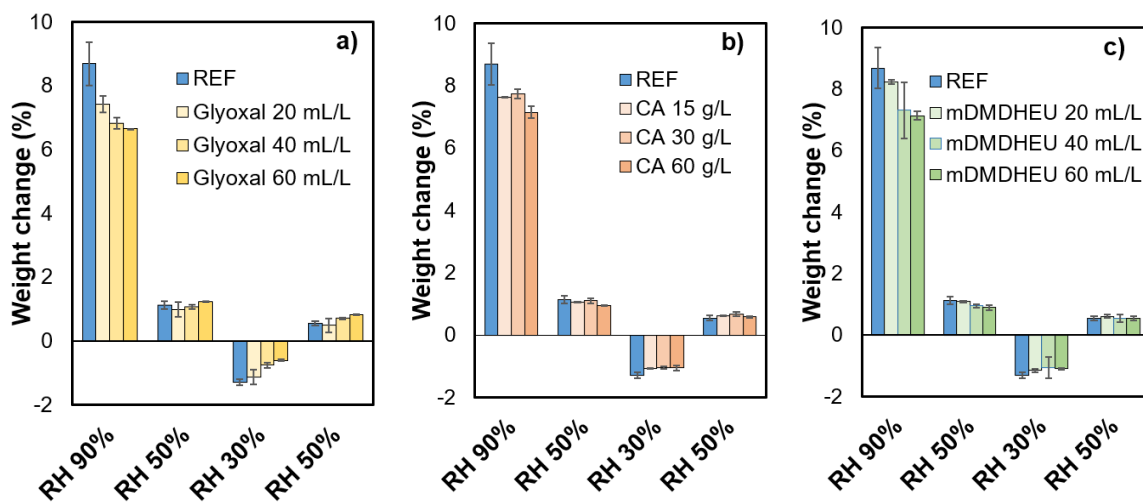 a)
Weight change (%)
10
8
6
4
2
0
-2
REF
Glyoxal 20 mL/L
Glyoxal 40 mL/L
Glyoxal 60 mL/L
RH 90%
RH 50%
RH 30%
RH 50%
b)
Weight change (%)
10
8
6
4
2
0
-2
REF
CA 15 g/L
CA 30 g/L
CA 60 g/L
RH 90%
RH 50%
RH 30%
RH 50%
c)
Weight change (%)
10
8
6
4
2
0
-2
REF
mDMDHEU 20 mL/L
mDMDHEU 40 mL/L
mDMDHEU 60 mL/L
RH 90%
RH 50%
RH 30%
RH 50%